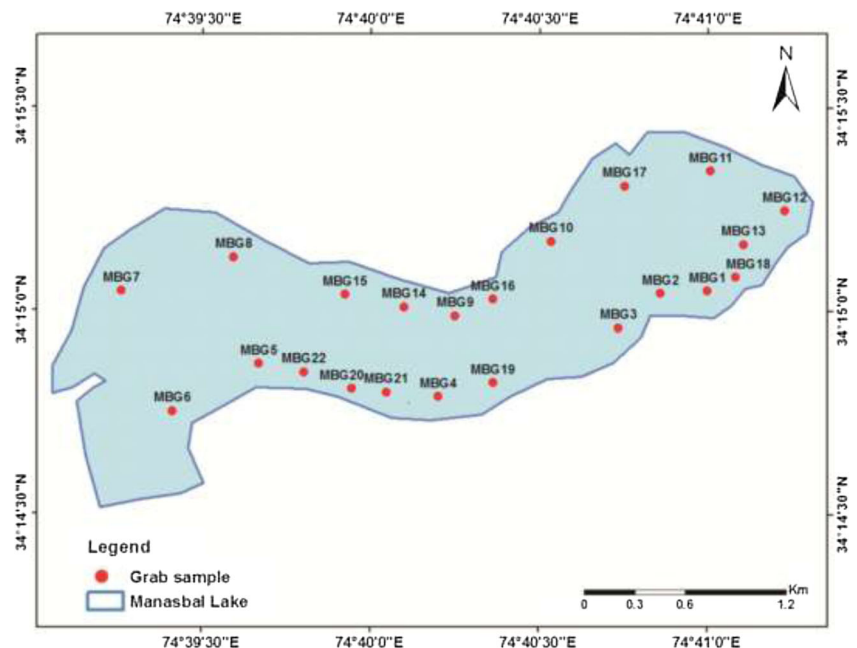 74°39'30"E 74°40'0"E 74°40'30"E 74°41'0"E
N
34°15'30"N 34°15'30"N
MBG11
MBG17
MBG12
MBG10
MBG13
MBG8
MBG18
MBG7 MBG15 MBG16 MBG2 MBG1
MBG14 MBG9
34°15'0"N 34°15'0"N
MBG3
MBG5 MBG22
MBG20 MBG21 MBG4 MBG19
MBG6
34°14'30"N 34°14'30"N
Legend
Grab sample
Manasbal Lake
Km
0 0.3 0.6 1.2
74°39'30"E 74°40'0"E 74°40'30"E 74°41'0"E